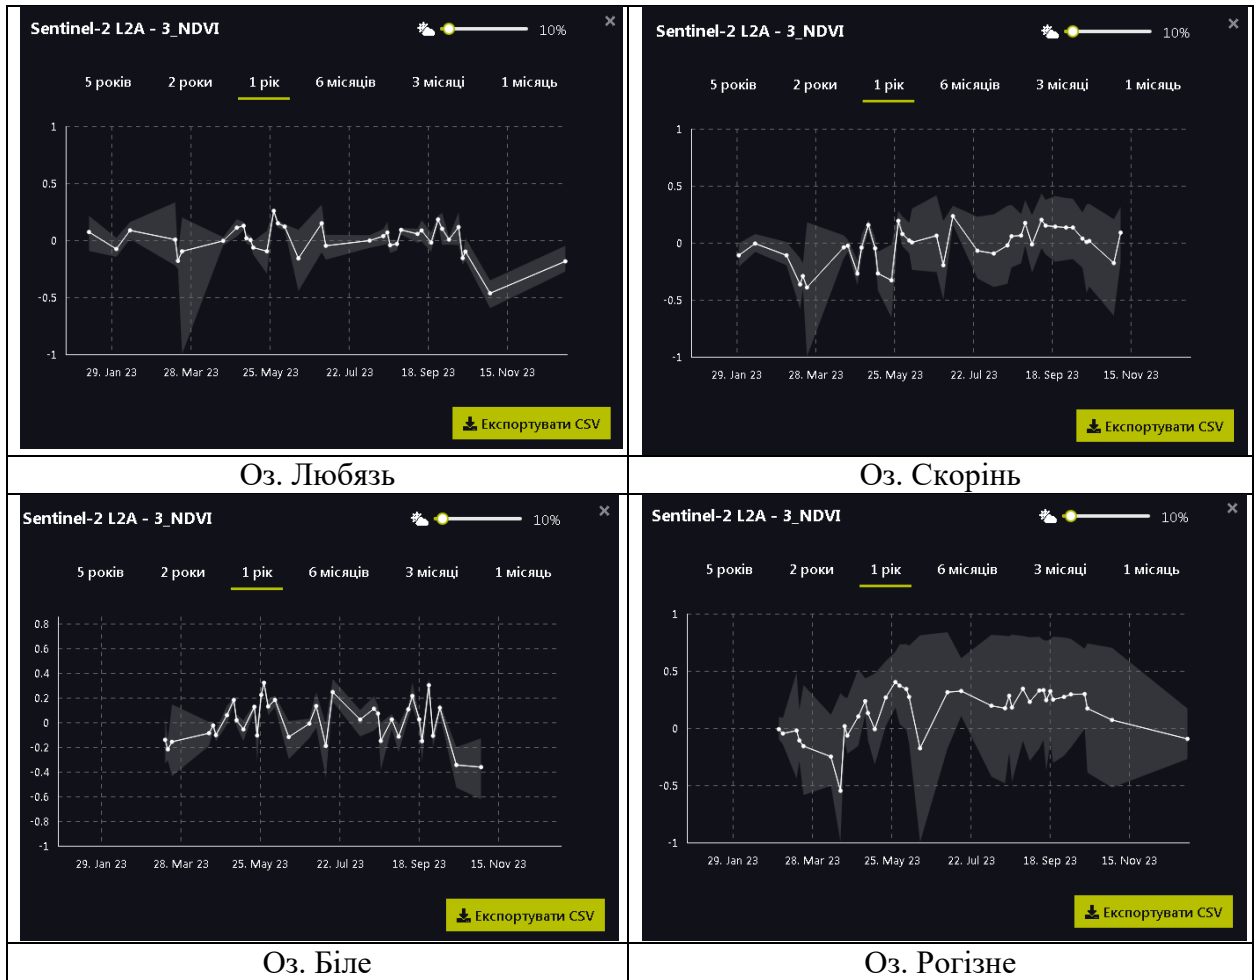 Sentinel-2 L2A - 3_NDVI 10% ×
5 років 2 роки 1 рік 6 місяців 3 місяці 1 місяць
1
0.5
0
-0.5
-1
29. Jan 23 28. Mar 23 25. May 23 22. Jul 23 18. Sep 23 15. Nov 23
Експортувати CSV
Оз. Любязь
Sentinel-2 L2A - 3_NDVI 10% ×
5 років 2 роки 1 рік 6 місяців 3 місяці 1 місяць
1
0.5
0
-0.5
-1
29. Jan 23 28. Mar 23 25. May 23 22. Jul 23 18. Sep 23 15. Nov 23
Експортувати CSV
Оз. Скорінь
Sentinel-2 L2A - 3_NDVI 10% ×
5 років 2 роки 1 рік 6 місяців 3 місяці 1 місяць
0.8
0.6
0.4
0.2
0
-0.2
-0.4
-0.6
-0.8
-1
29. Jan 23 28. Mar 23 25. May 23 22. Jul 23 18. Sep 23 15. Nov 23
Експортувати CSV
Оз. Біле
Sentinel-2 L2A - 3_NDVI 10% ×
5 років 2 роки 1 рік 6 місяців 3 місяці 1 місяць
1
0.5
0
-0.5
-1
29. Jan 23 28. Mar 23 25. May 23 22. Jul 23 18. Sep 23 15. Nov 23
Експортувати CSV
Оз. Рогізне